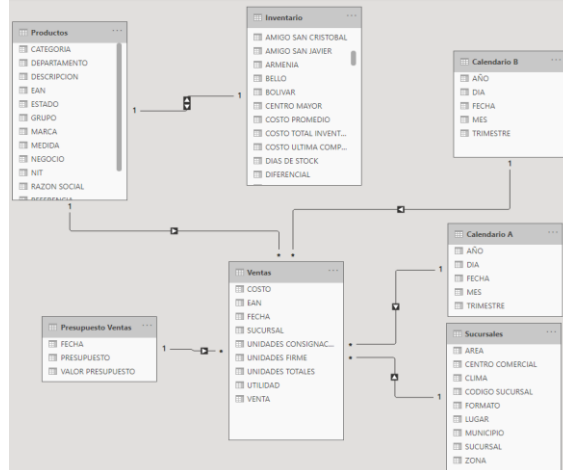 Productos
CATEGORIA
DEPARTAMENTO
DESCRIPCION
EAN
ESTADO
GRUPO
MARCA
MEDIDA
NEGOCIO
NIT
RAZON SOCIAL
Inventario
AMIGO SAN CRISTOBAL
AMIGO SAN JAVIER
ARMENIA
BELLO
BOLIVAR
CENTRO MAYOR
COSTO PROMEDIO
COSTO TOTAL INVENT...
COSTO ULTIMA COMP...
DIAS DE STOCK
DIFERENCIAL
Calendario B
AÑO
DIA
FECHA
MES
TRIMESTRE
1
1
1
1
*
*
Calendario A
AÑO
DIA
FECHA
MES
TRIMESTRE
1
Ventas
COSTO
EAN
FECHA
SUCURSAL
UNIDADES CONSIGNAC...
UNIDADES FIRME
UNIDADES TOTALES
UTILIDAD
VENTA
Presupuesto Ventas
FECHA
PRESUPUESTO
VALOR PRESUPUESTO
1
*
*
*
Sucursales
AREA
CENTRO COMERCIAL
CLIMA
CODIGO SUCURSAL
FORMATO
LUGAR
MUNICIPIO
SUCURSAL
ZONA
1